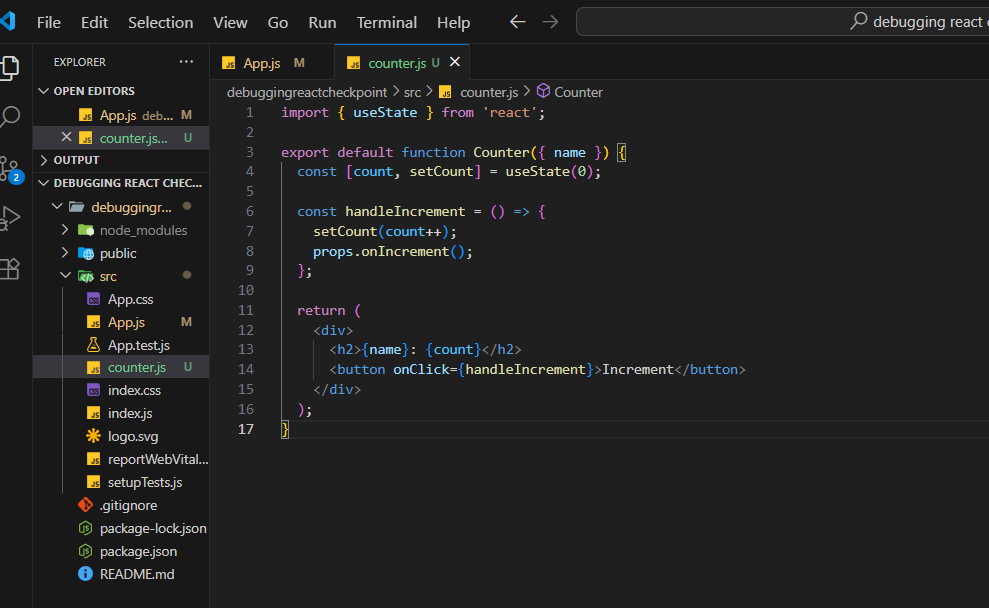 File Edit Selection View Go Run Terminal Help debugging react c
EXPLORER ...
OPEN EDITORS
App.js deb... M
counter.js... U
OUTPUT
DEBUGGING REACT CHEC...
debuggingr...
node_modules
public
src
App.css
App.js M
App.test.js
counter.js U
index.css
index.js
logo.svg
reportWebVital...
setupTests.js
.gitignore
package-lock.json
package.json
README.md
2
App.js M counter.js U
debuggingreactcheckpoint > src > counter.js > Counter
1 import { useState } from 'react';
2
3 export default function Counter({ name }) {
4 const [count, setCount] = useState(0);
5
6 const handleIncrement = () => {
7 setCount(count++);
8 props.onIncrement();
9 };
10
11 return (
12 <div>
13 <h2>{name}: {count}</h2>
14 <button onClick={handleIncrement}>Increment</button>
15 </div>
16 );
17 }